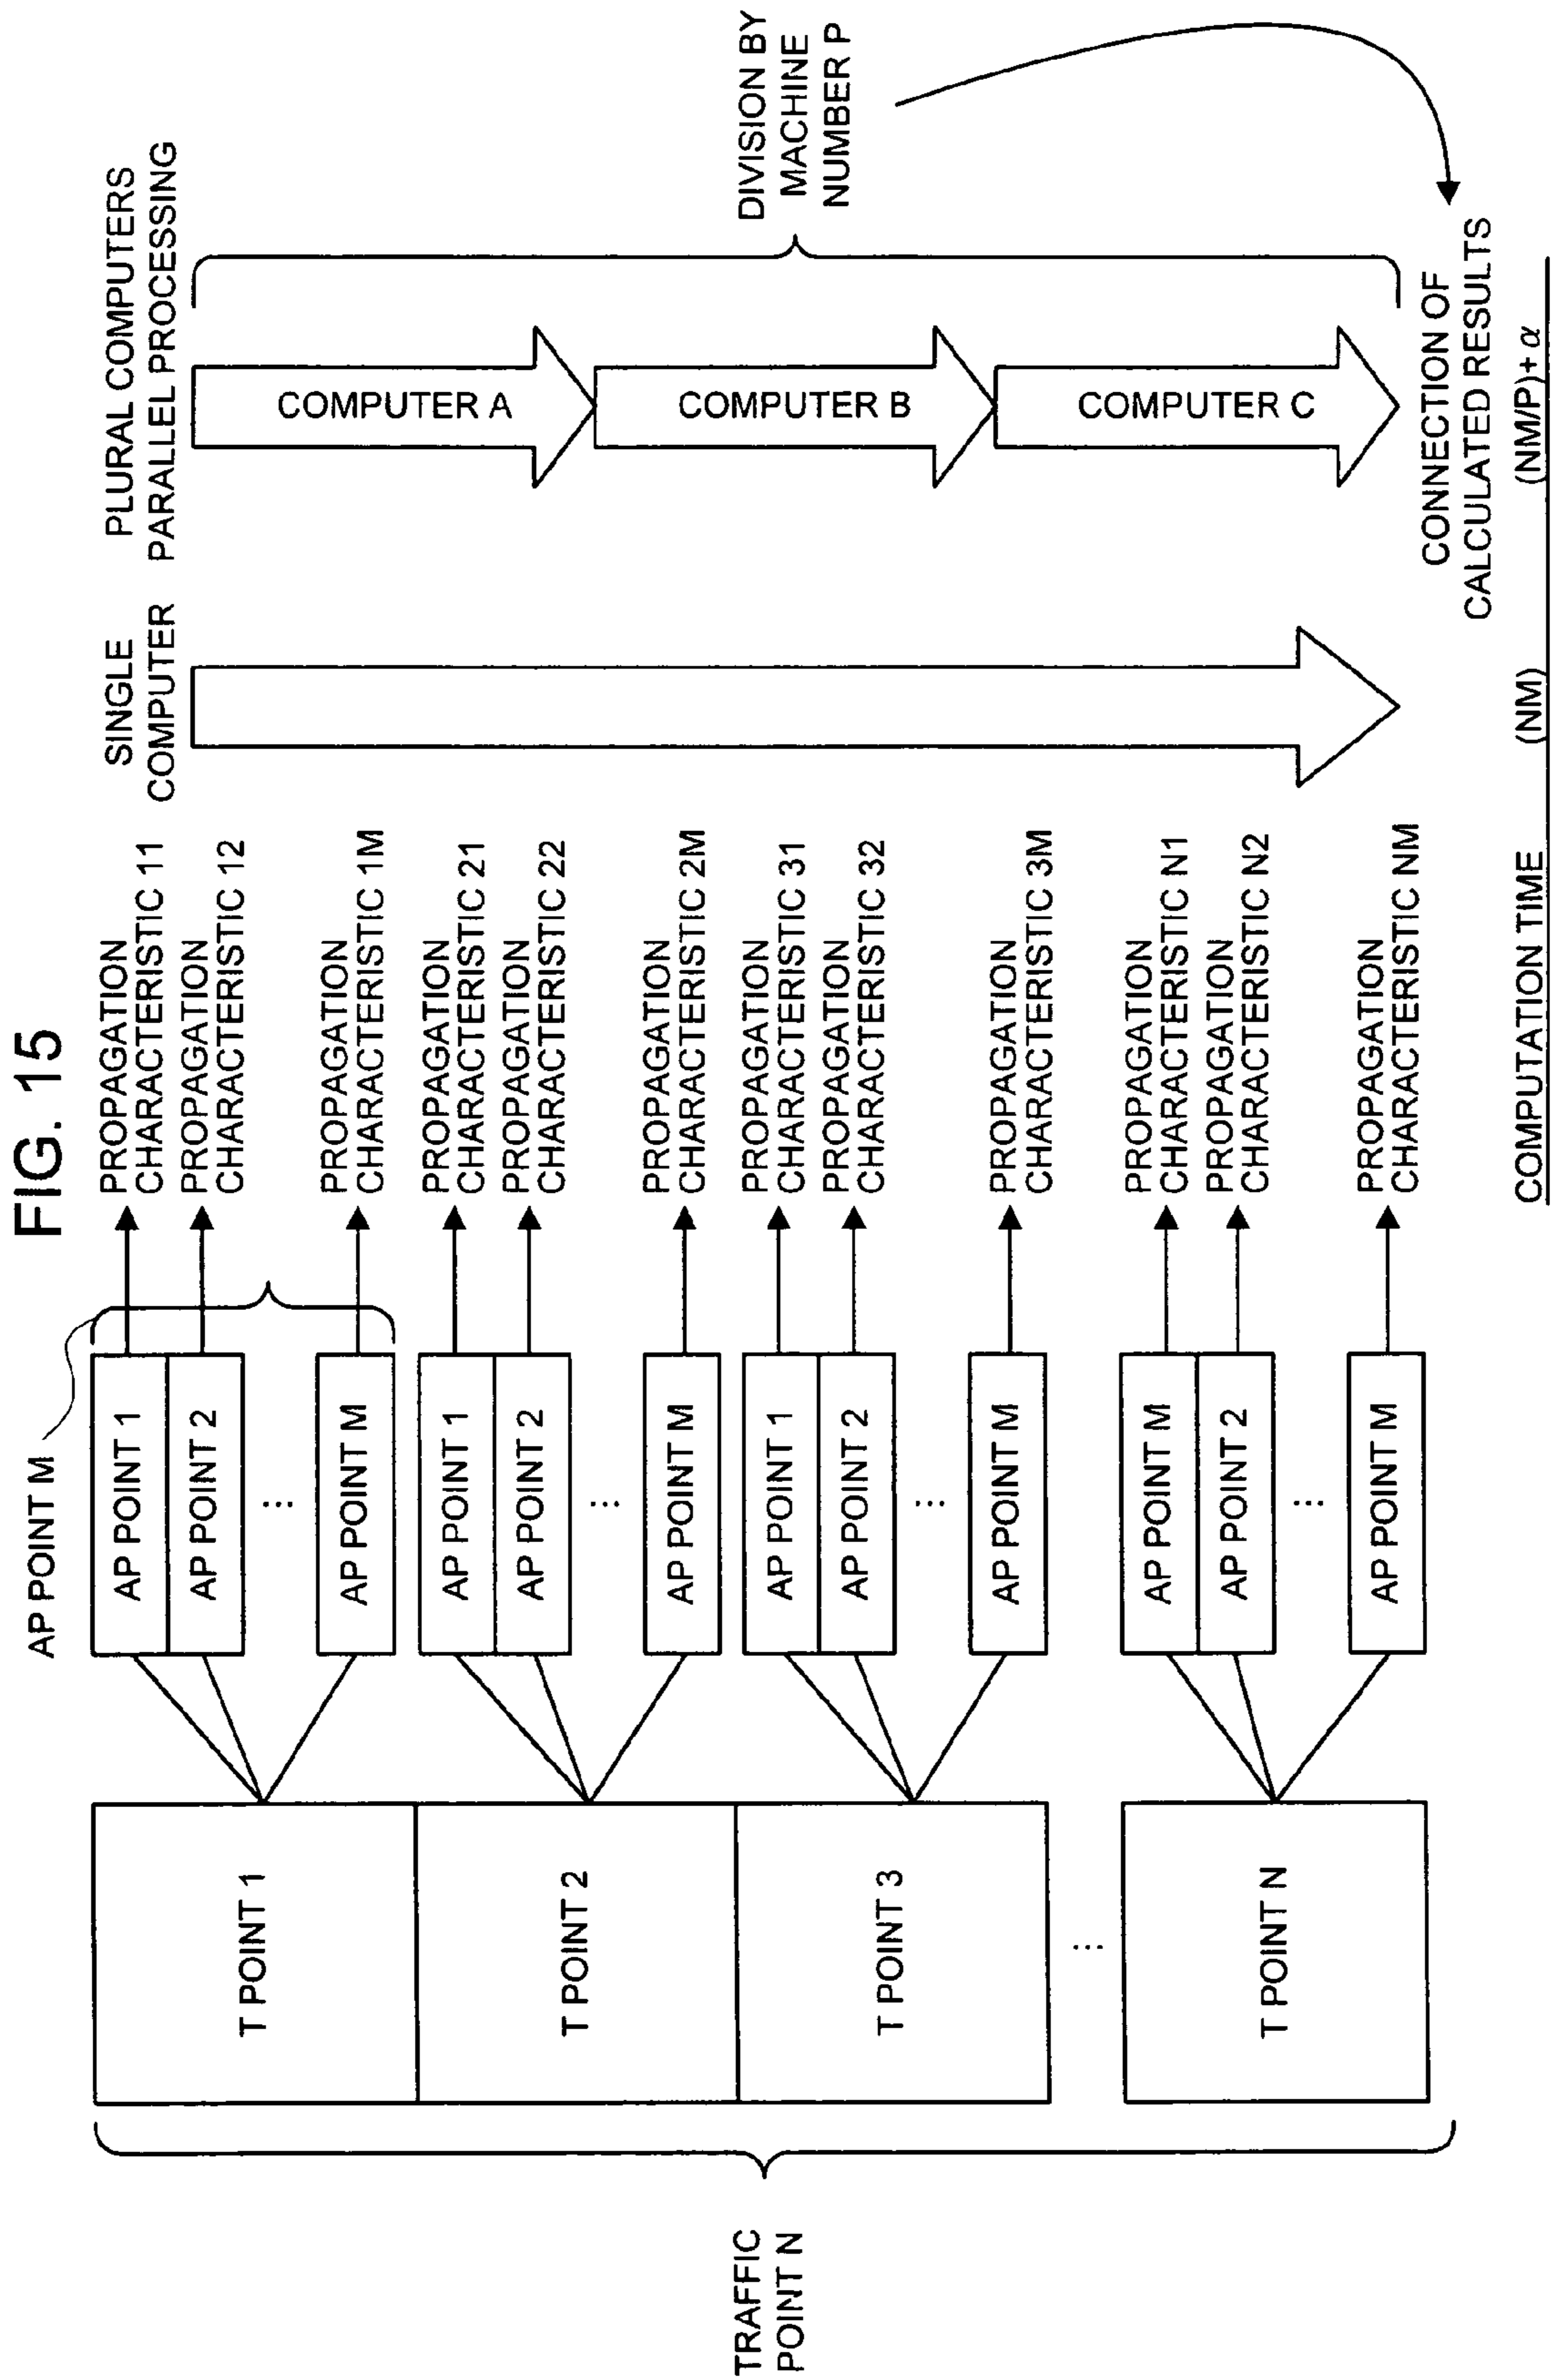 FIG. 15
TRAFFIC
POINT N
T POINT 1
T POINT 2
T POINT 3
...
T POINT N
AP POINT M
AP POINT 1
AP POINT 2
...
AP POINT M
AP POINT 1
AP POINT 2
...
AP POINT M
AP POINT 1
AP POINT 2
...
AP POINT M
AP POINT M
AP POINT 2
...
AP POINT M
PROPAGATION
CHARACTERISTIC 11
PROPAGATION
CHARACTERISTIC 12
PROPAGATION
CHARACTERISTIC 1M
PROPAGATION
CHARACTERISTIC 21
PROPAGATION
CHARACTERISTIC 22
PROPAGATION
CHARACTERISTIC 2M
PROPAGATION
CHARACTERISTIC 31
PROPAGATION
CHARACTERISTIC 32
PROPAGATION
CHARACTERISTIC 3M
PROPAGATION
CHARACTERISTIC N1
PROPAGATION
CHARACTERISTIC N2
PROPAGATION
CHARACTERISTIC NM
SINGLE
COMPUTER
PLURAL COMPUTERS
PARALLEL PROCESSING
COMPUTER A
COMPUTER B
COMPUTER C
DIVISION BY
MACHINE
NUMBER P
CONNECTION OF
CALCULATED RESULTS
COMPUTATION TIME (NM) (NM/P)+ α